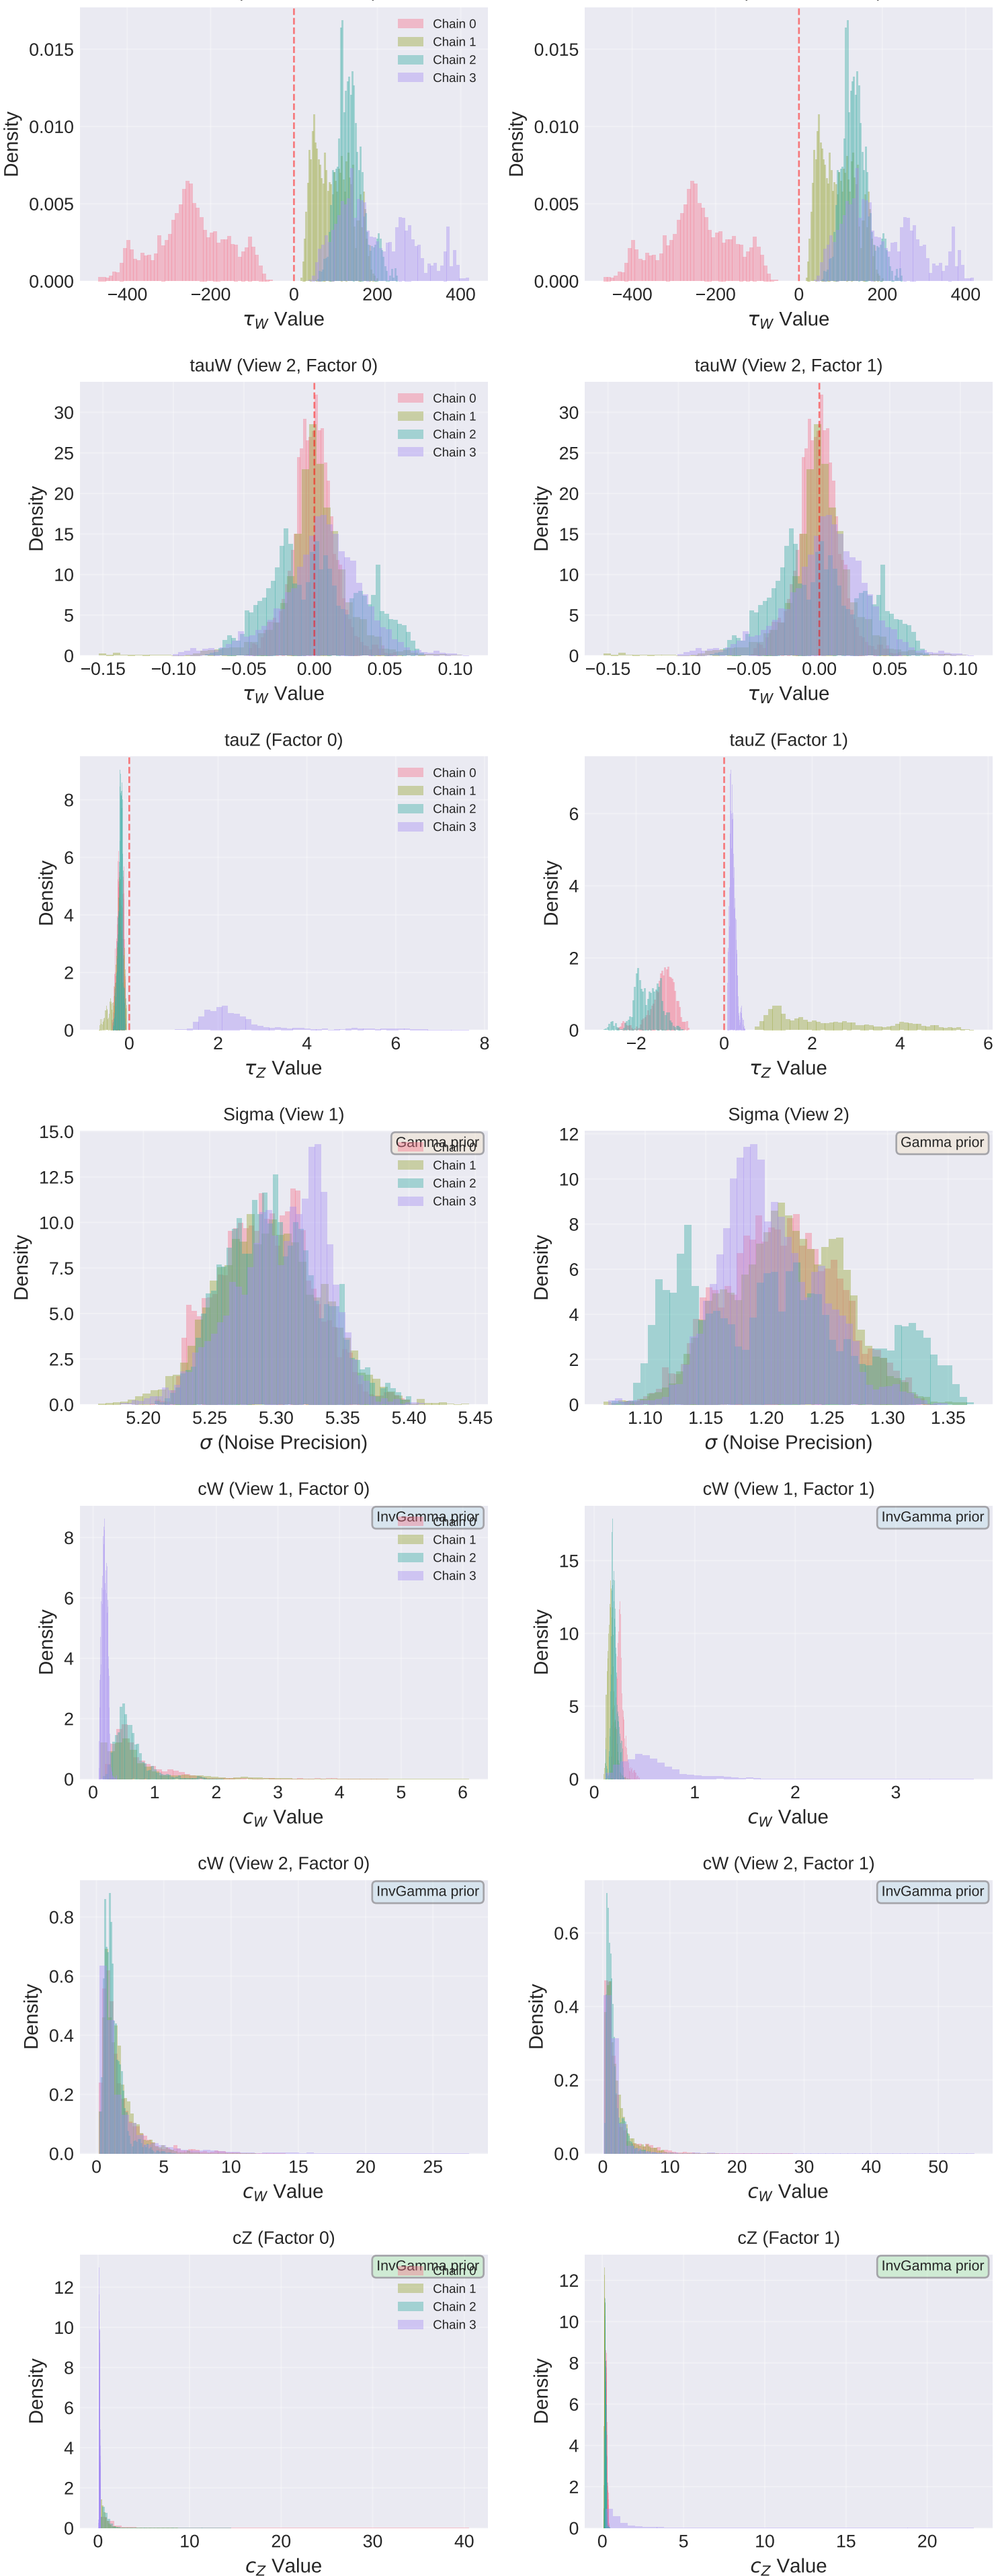 Chain 0
Chain 1
Chain 2
Chain 3
0.015
0.010
0.005
0.000
Density
−400 −200 0 200 400
τW Value
0.015
0.010
0.005
0.000
Density
−400 −200 0 200 400
τW Value
tauW (View 2, Factor 0)
Chain 0
Chain 1
Chain 2
Chain 3
30
25
20
15
10
5
0
Density
−0.15 −0.10 −0.05 0.00 0.05 0.10
τW Value
tauW (View 2, Factor 1)
30
25
20
15
10
5
0
Density
−0.15 −0.10 −0.05 0.00 0.05 0.10
τW Value
tauZ (Factor 0)
Chain 0
Chain 1
Chain 2
Chain 3
8
6
4
2
0
Density
0 2 4 6 8
τZ Value
tauZ (Factor 1)
6
4
2
0
Density
−2 0 2 4 6
τZ Value
Sigma (View 1)
Gamma prior
Chain 0
Chain 1
Chain 2
Chain 3
15.0
12.5
10.0
7.5
5.0
2.5
0.0
Density
5.20 5.25 5.30 5.35 5.40 5.45
σ (Noise Precision)
Sigma (View 2)
Gamma prior
12
10
8
6
4
2
0
Density
1.10 1.15 1.20 1.25 1.30 1.35
σ (Noise Precision)
cW (View 1, Factor 0)
InvGamma prior
Chain 0
Chain 1
Chain 2
Chain 3
8
6
4
2
0
Density
0 1 2 3 4 5 6
cW Value
cW (View 1, Factor 1)
InvGamma prior
15
10
5
0
Density
0 1 2 3
cW Value
cW (View 2, Factor 0)
InvGamma prior
0.8
0.6
0.4
0.2
0.0
Density
0 5 10 15 20 25
cW Value
cW (View 2, Factor 1)
InvGamma prior
0.6
0.4
0.2
0.0
Density
0 10 20 30 40 50
cW Value
cZ (Factor 0)
InvGamma prior
Chain 0
Chain 1
Chain 2
Chain 3
12
10
8
6
4
2
0
Density
0 10 20 30 40
cZ Value
cZ (Factor 1)
InvGamma prior
12
10
8
6
4
2
0
Density
0 5 10 15 20
cZ Value